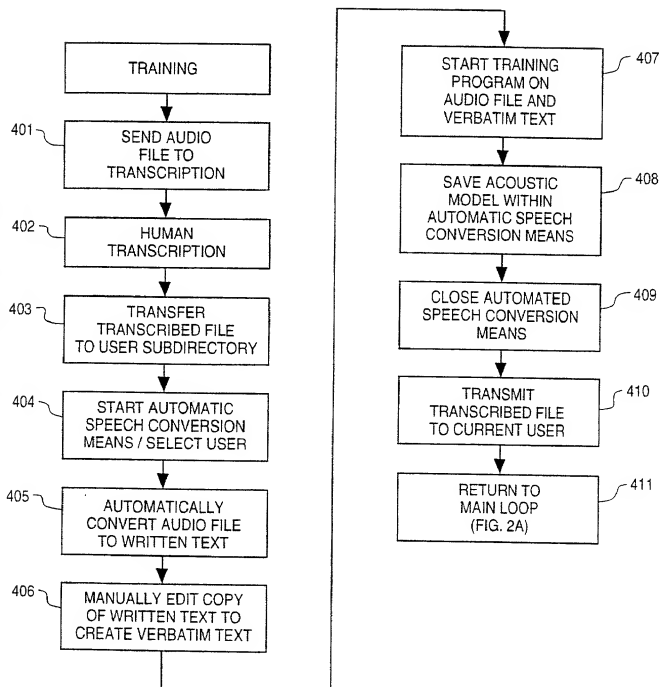 TRAINING
401
SEND AUDIO
FILE TO
TRANSCRIPTION
402
HUMAN
TRANSCRIPTION
403
TRANSFER
TRANSCRIBED FILE
TO USER SUBDIRECTORY
404
START AUTOMATIC
SPEECH CONVERSION
MEANS / SELECT USER
405
AUTOMATICALLY
CONVERT AUDIO FILE
TO WRITTEN TEXT
406
MANUALLY EDIT COPY
OF WRITTEN TEXT TO
CREATE VERBATIM TEXT
407
START TRAINING
PROGRAM ON
AUDIO FILE AND
VERBATIM TEXT
408
SAVE ACOUSTIC
MODEL WITHIN
AUTOMATIC SPEECH
CONVERSION MEANS
409
CLOSE AUTOMATED
SPEECH CONVERSION
MEANS
410
TRANSMIT
TRANSCRIBED FILE
TO CURRENT USER
411
RETURN TO
MAIN LOOP
(FIG. 2A)